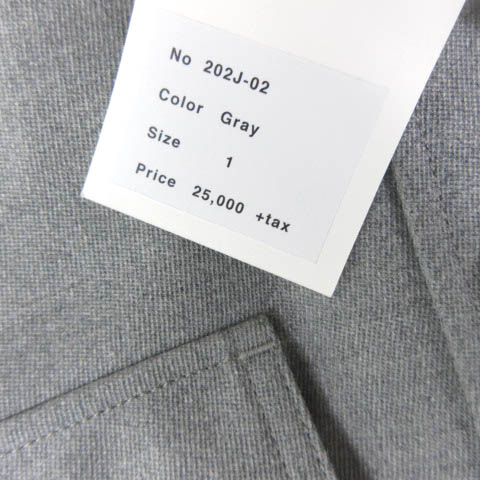 No 202J-02
Color Gray
Size 1
Price 25,000 +tax